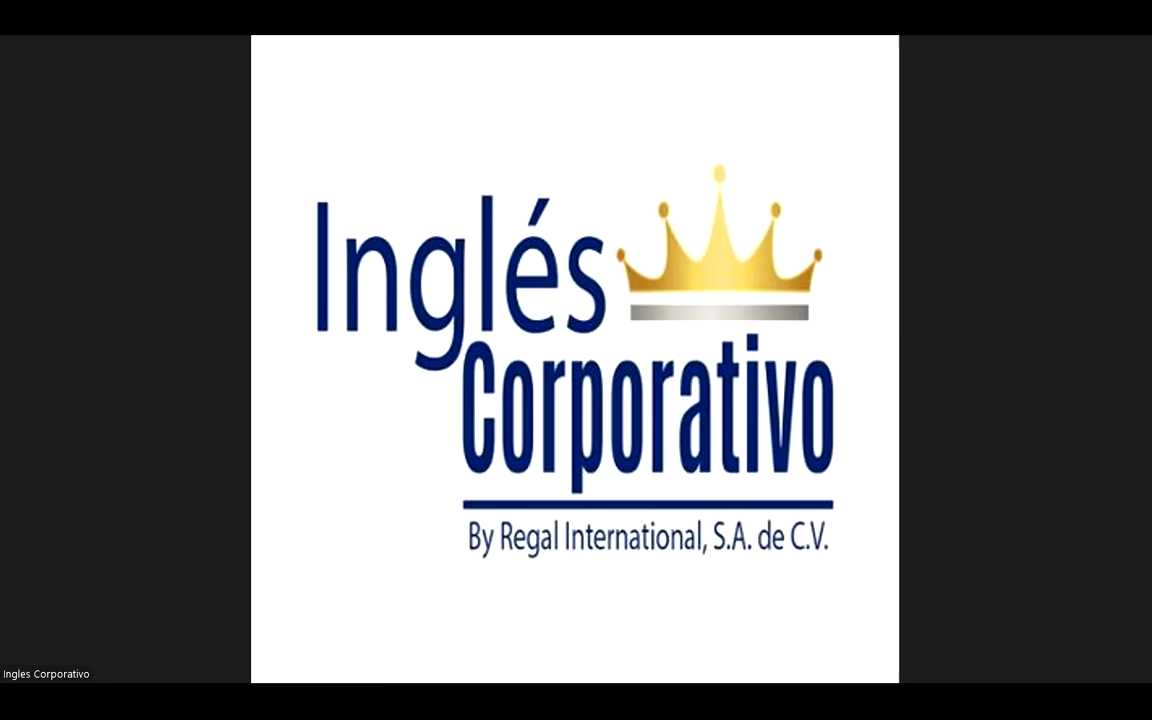 Inglés
Corporativo
By Regal International, S.A. de C.V.
Ingles Corporativo